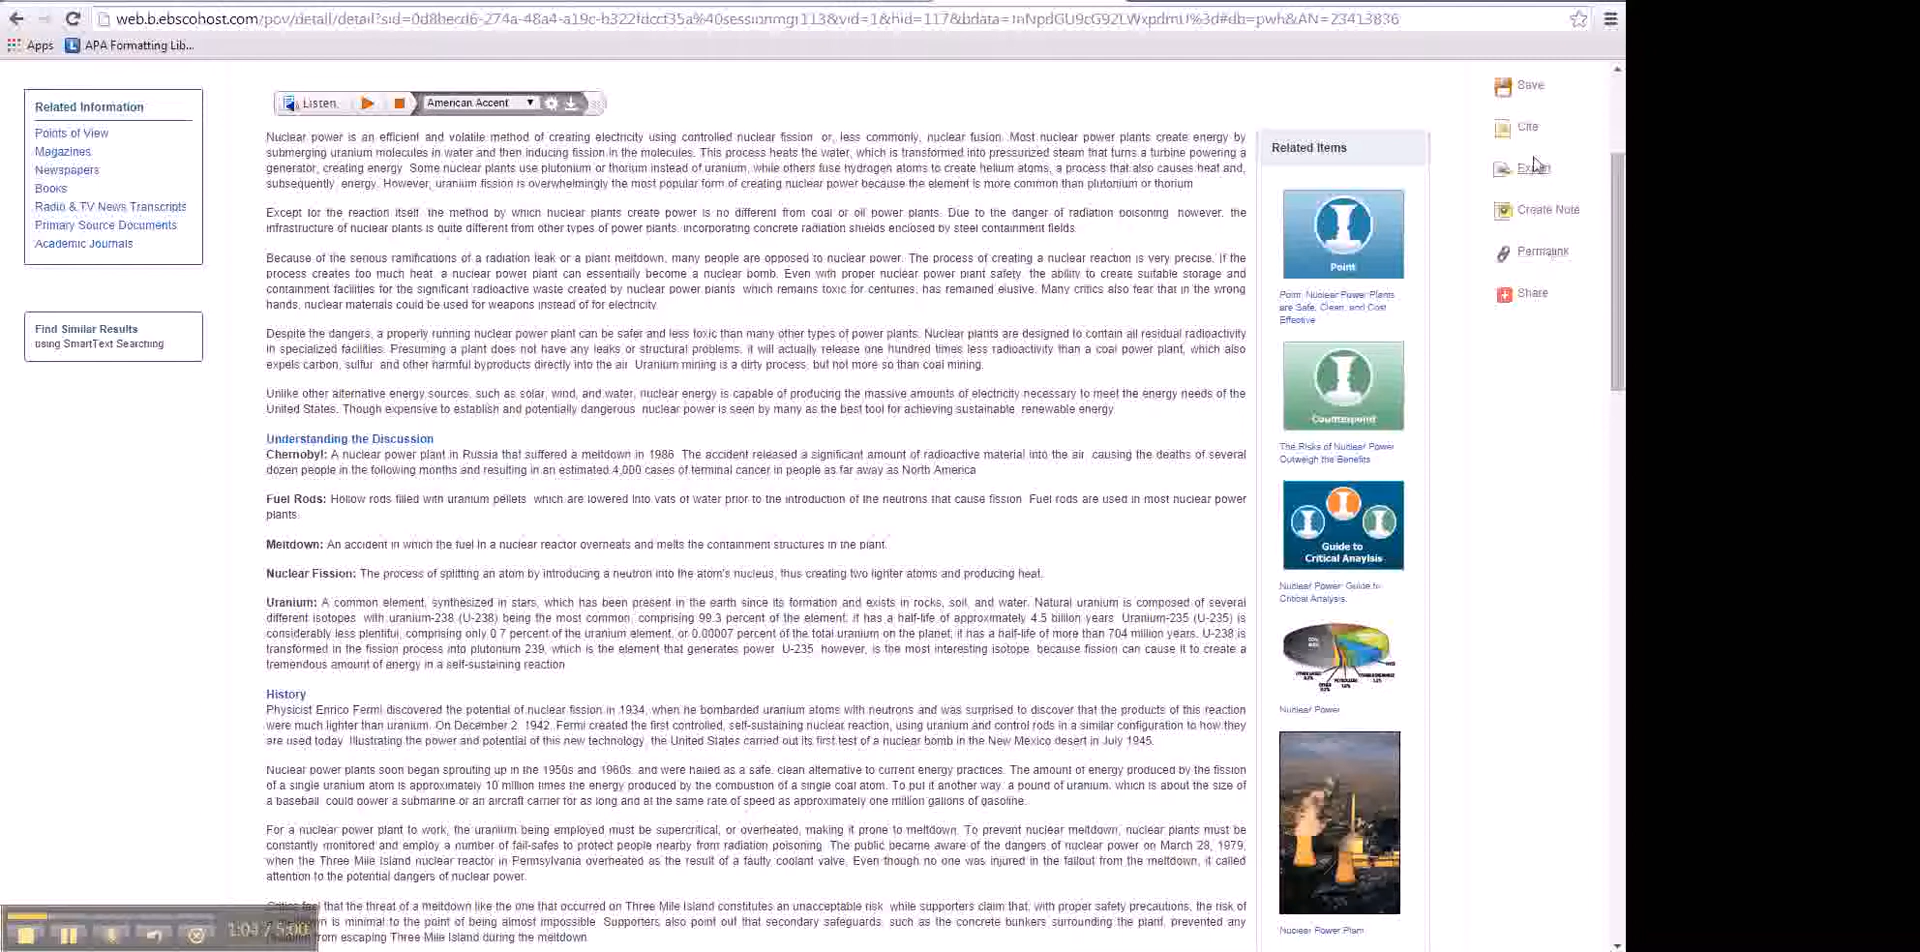 web.b.ebscohost.com/pov/detail/detail?sid=0d8becd6-274a-48a4-a19c-b322fdccf35a%40sessionmgr113&vid=1&hid=117&bdata=JnNpdGU9cG92LWxpdmU%3d#db=pwh&AN=23413836
Apps APA Formatting Lib...
Related Information
Points of View
Magazines
Newspapers
Books
Radio & TV News Transcripts
Primary Source Documents
Academic Journals
Find Similar Results
using SmartText Searching
Listen American Accent
Nuclear power is an efficient and volatile method of creating electricity using controlled nuclear fission or, less commonly, nuclear fusion. Most nuclear power plants create energy by
submerging uranium molecules in water and then inducing fission in the molecules. This process heats the water, which is transformed into pressurized steam that turns a turbine powering a
generator, creating energy. Some nuclear plants use plutonium or thorium instead of uranium, while others fuse hydrogen atoms to create helium atoms, a process that also causes heat and,
subsequently, energy. However, uranium fission is overwhelmingly the most popular form of creating nuclear power because the element is more common than plutonium or thorium
Except for the reaction itself, the method by which nuclear plants create power is no different from coal or oil power plants. Due to the danger of radiation poisoning, however, the
infrastructure of nuclear plants is quite different from other types of power plants, incorporating concrete radiation shields enclosed by steel containment fields.
Because of the serious ramifications of a radiation leak or a plant meltdown, many people are opposed to nuclear power. The process of creating a nuclear reaction is very precise. If the
process creates too much heat, a nuclear power plant can essentially become a nuclear bomb. Even with proper nuclear power plant safety, the ability to create suitable storage and
containment facilities for the significant radioactive waste created by nuclear power plants, which remains toxic for centuries, has remained elusive. Many critics also fear that in the wrong
hands, nuclear materials could be used for weapons instead of for electricity.
Despite the dangers, a properly running nuclear power plant can be safer and less toxic than many other types of power plants. Nuclear plants are designed to contain all residual radioactivity
in specialized facilities. Presuming a plant does not have any leaks or structural problems, it will actually release one hundred times less radioactivity than a coal power plant, which also
expels carbon, sulfur, and other harmful byproducts directly into the air. Uranium mining is a dirty process, but not more so than coal mining.
Unlike other alternative energy sources, such as solar, wind, and water, nuclear energy is capable of producing the massive amounts of electricity necessary to meet the energy needs of the
United States. Though expensive to establish and potentially dangerous, nuclear power is seen by many as the best tool for achieving sustainable, renewable energy.
Understanding the Discussion
Chernobyl: A nuclear power plant in Russia that suffered a meltdown in 1986. The accident released a significant amount of radioactive material into the air, causing the deaths of several
dozen people in the following months and resulting in an estimated 4,000 cases of terminal cancer in people as far away as North America
Fuel Rods: Hollow rods filled with uranium pellets, which are lowered into vats of water prior to the introduction of the neutrons that cause fission. Fuel rods are used in most nuclear power
plants.
Meltdown: An accident in which the fuel in a nuclear reactor overheats and melts the containment structures in the plant.
Nuclear Fission: The process of splitting an atom by introducing a neutron into the atom's nucleus, thus creating two lighter atoms and producing heat.
Uranium: A common element, synthesized in stars, which has been present in the earth since its formation and exists in rocks, soil, and water. Natural uranium is composed of several
different isotopes, with uranium-238 (U-238) being the most common, comprising 99.3 percent of the element; it has a half-life of approximately 4.5 billion years. Uranium-235 (U-235) is
considerably less plentiful, comprising only 0.7 percent of the uranium element, or 0.00007 percent of the total uranium on the planet; it has a half-life of more than 704 million years. U-238 is
transformed in the fission process into plutonium 239, which is the element that generates power. U-235, however, is the most interesting isotope, because fission can cause it to create a
tremendous amount of energy in a self-sustaining reaction
History
Physicist Enrico Fermi discovered the potential of nuclear fission in 1934, when he bombarded uranium atoms with neutrons and was surprised to discover that the products of this reaction
were much lighter than uranium. On December 2, 1942, Fermi created the first controlled, self-sustaining nuclear reaction, using uranium and control rods in a similar configuration to how they
are used today. Illustrating the power and potential of this new technology, the United States carried out its first test of a nuclear bomb in the New Mexico desert in July 1945.
Nuclear power plants soon began sprouting up in the 1950s and 1960s, and were hailed as a safe, clean alternative to current energy practices. The amount of energy produced by the fission
of a single uranium atom is approximately 10 million times the energy produced by the combustion of a single coal atom. To put it another way, a pound of uranium, which is about the size of
a baseball, could power a submarine or an aircraft carrier for as long and at the same rate of speed as approximately one million gallons of gasoline.
For a nuclear power plant to work, the uranium being employed must be supercritical, or overheated, making it prone to meltdown. To prevent nuclear meltdown, nuclear plants must be
constantly monitored and employ a number of fail-safes to protect people nearby from radiation poisoning. The public became aware of the dangers of nuclear power on March 28, 1979,
when the Three Mile Island nuclear reactor in Pennsylvania overheated as the result of a faulty coolant valve. Even though no one was injured in the fallout from the meltdown, it called
attention to the potential dangers of nuclear power.
Critics feel that the threat of a meltdown like the one that occurred on Three Mile Island constitutes an unacceptable risk, while supporters claim that, with proper safety precautions, the risk of
is minimal to the point of being almost impossible. Supporters also point out that secondary safeguards, such as the concrete bunkers surrounding the plant, prevented any
from escaping Three Mile Island during the meltdown.
1:04 / 5:00
Related Items
Point
Point: Nuclear Power Plants
are Safe, Clean, and Cost
Effective
Counterpoint
The Risks of Nuclear Power
Outweigh the Benefits
Guide to
Critical Anaylsis
Nuclear Power: Guide to
Critical Analysis.
Nuclear Power
Nuclear Power Plant
Save
Cite
Export
Create Note
Permalink
Share